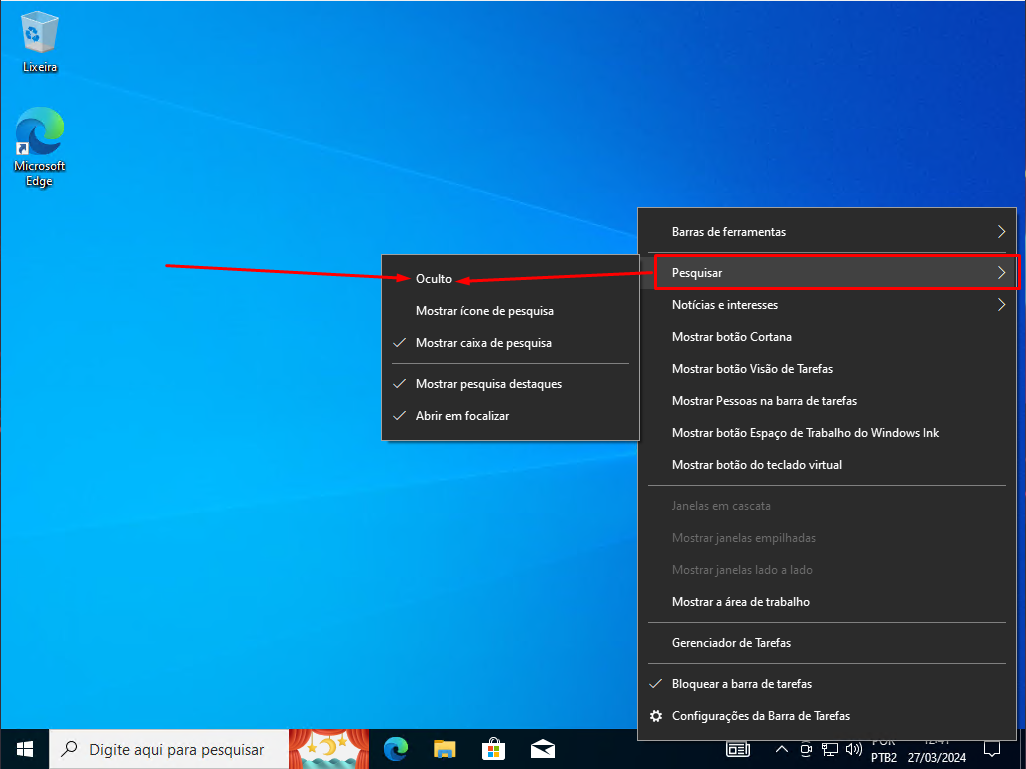 Lixeira
Microsoft
Edge
Barras de ferramentas
Pesquisar
Notícias e interesses
Mostrar botão Cortana
Mostrar botão Visão de Tarefas
Mostrar Pessoas na barra de tarefas
Mostrar botão Espaço de Trabalho do Windows Ink
Mostrar botão do teclado virtual
Janelas em cascata
Mostrar janelas empilhadas
Mostrar janelas lado a lado
Mostrar a área de trabalho
Gerenciador de Tarefas
Bloquear a barra de tarefas
Configurações da Barra de Tarefas
Oculto
Mostrar ícone de pesquisa
Mostrar caixa de pesquisa
Mostrar pesquisa destaques
Abrir em focalizar
Digite aqui para pesquisar
POR
PTB2 27/03/2024